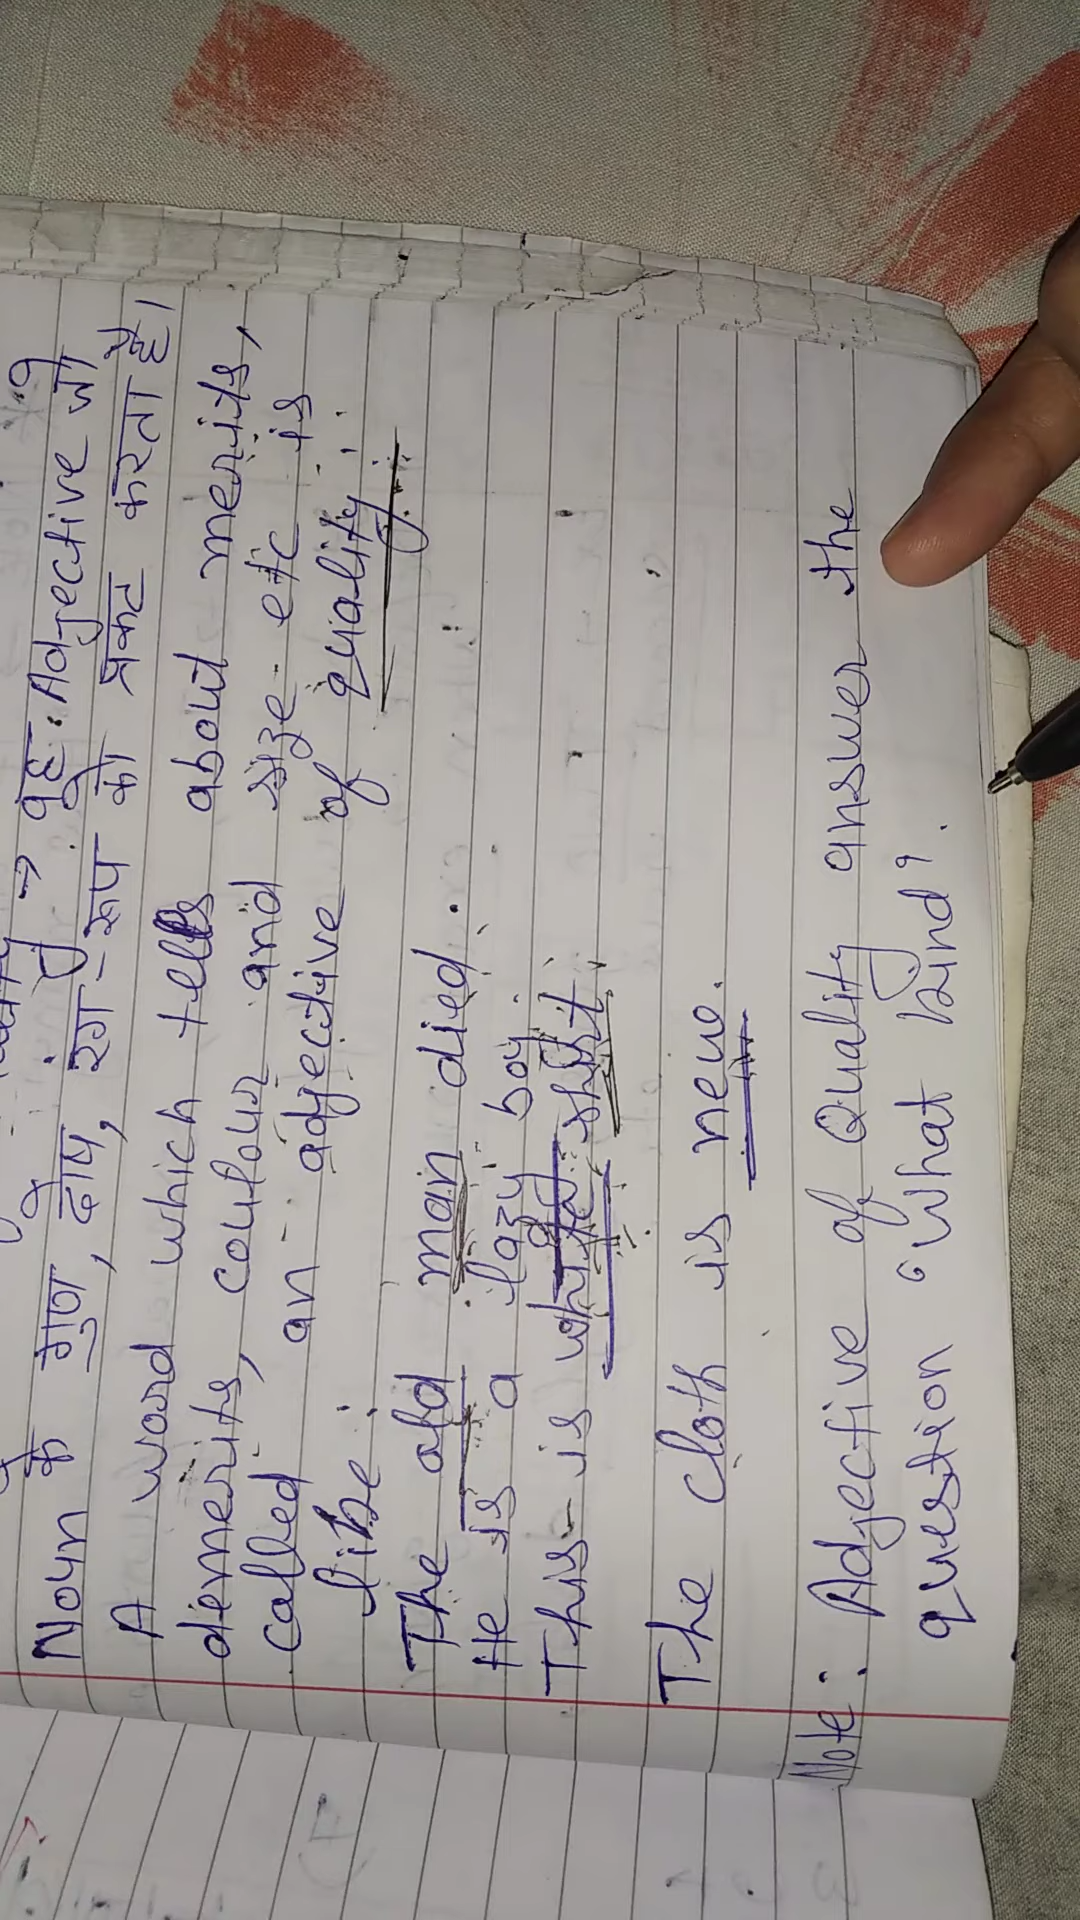 → वह Adjective जो
Noun के गुण, दोष, रंग-रूप को प्रकट करता है।
A word which tells about merits,
demerits, colour and size etc is
called an adjective of quality.
like :
The old man died.
He is a lazy boy.
This is white shirt
The cloth is new.
Note: Adjective of Quality answer the
question "What kind".